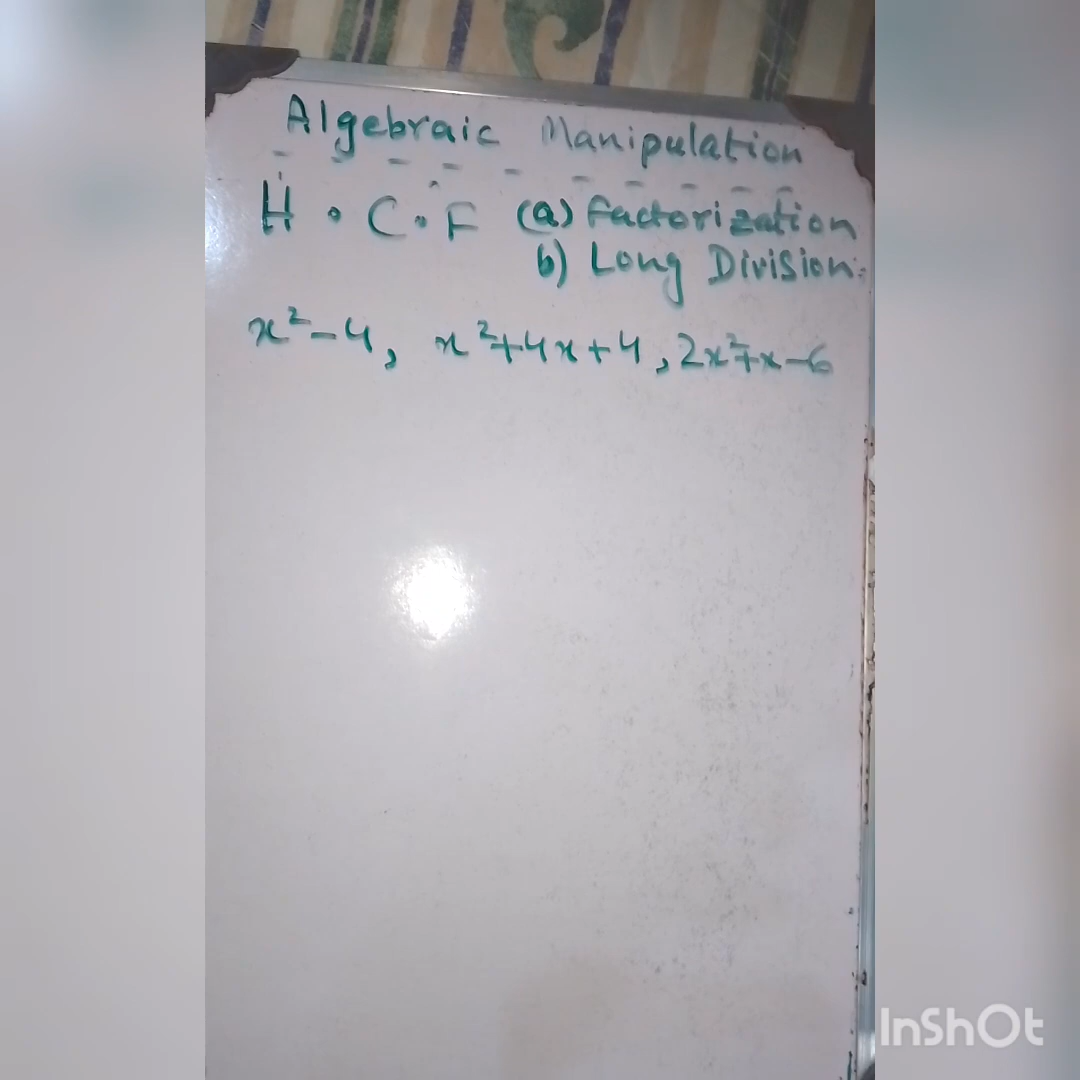 Algebraic Manipulation
H.C.F (a) Factorization
b) Long Division:
x²-4, x²+4x+4, 2x²+x-6
InShOt